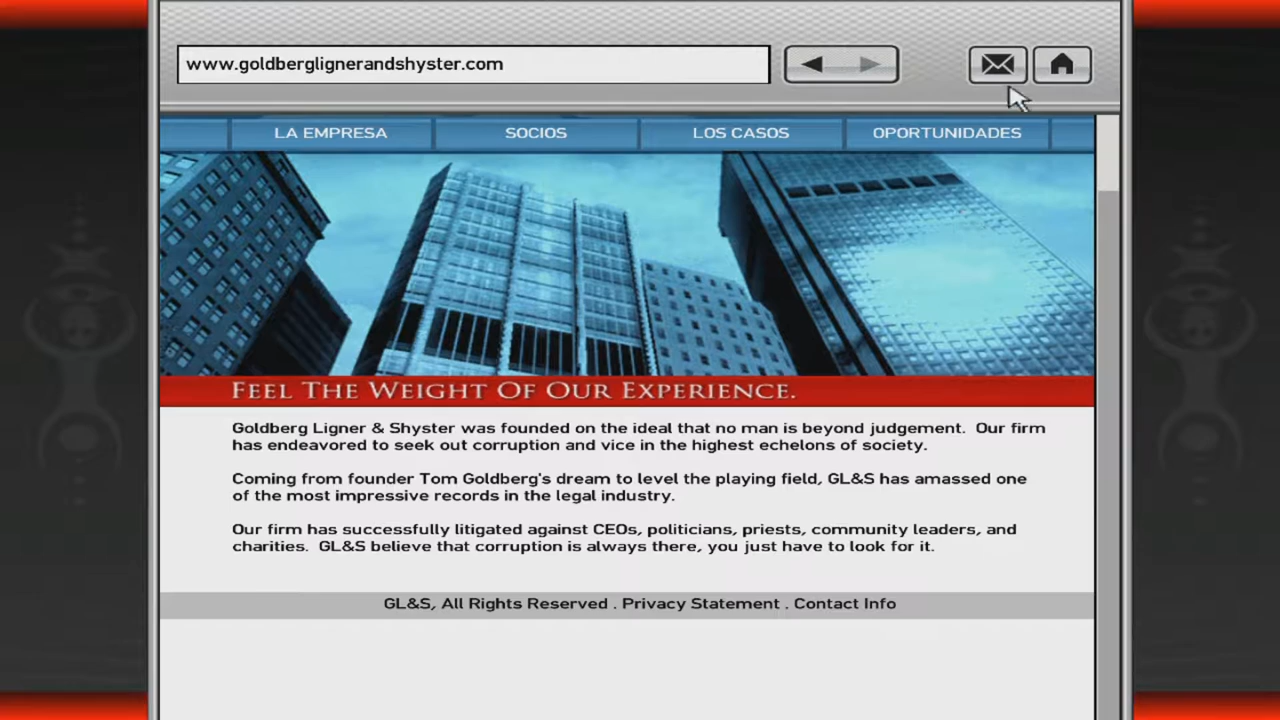 www.goldberglignerandshyster.com
LA EMPRESA SOCIOS LOS CASOS OPORTUNIDADES
FEEL THE WEIGHT OF OUR EXPERIENCE.
Goldberg Ligner & Shyster was founded on the ideal that no man is beyond judgement. Our firm
has endeavored to seek out corruption and vice in the highest echelons of society.
Coming from founder Tom Goldberg's dream to level the playing field, GL&S has amassed one
of the most impressive records in the legal industry.
Our firm has successfully litigated against CEOs, politicians, priests, community leaders, and
charities. GL&S believe that corruption is always there, you just have to look for it.
GL&S, All Rights Reserved . Privacy Statement . Contact Info